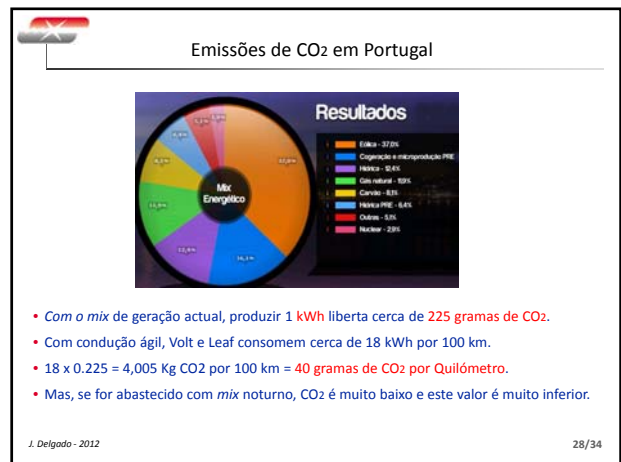 Emissões de CO2 em Portugal
Resultados
Eólica - 37,0%
Cogeração e microprodução PRE
Hídrica - 12,4%
Gás natural - 11,9%
Carvão - 8,1%
Hídrica PRE - 6,4%
Outras - 5,1%
Nuclear - 2,9%
Mix
Energético
• Com o mix de geração actual, produzir 1 kWh liberta cerca de 225 gramas de CO2.
• Com condução ágil, Volt e Leaf consomem cerca de 18 kWh por 100 km.
• 18 x 0.225 = 4,005 Kg CO2 por 100 km = 40 gramas de CO2 por Quilómetro.
• Mas, se for abastecido com mix noturno, CO2 é muito baixo e este valor é muito inferior.
J. Delgado - 2012
28/34